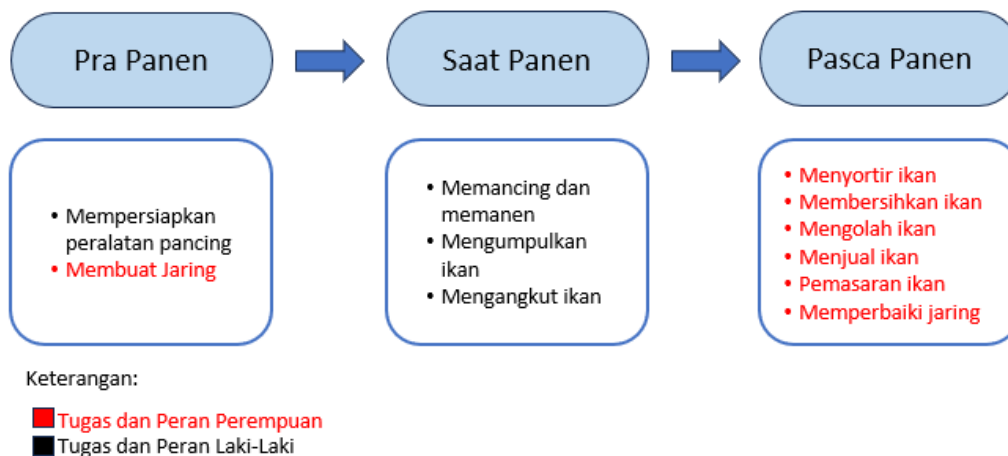 Pra Panen
Saat Panen
Pasca Panen
• Mempersiapkan
peralatan pancing
• Membuat Jaring
• Memancing dan
memanen
• Mengumpulkan
ikan
• Mengangkut ikan
• Menyortir ikan
• Membersihkan ikan
• Mengolah ikan
• Menjual ikan
• Pemasaran ikan
• Memperbaiki jaring
Keterangan:
Tugas dan Peran Perempuan
Tugas dan Peran Laki-Laki